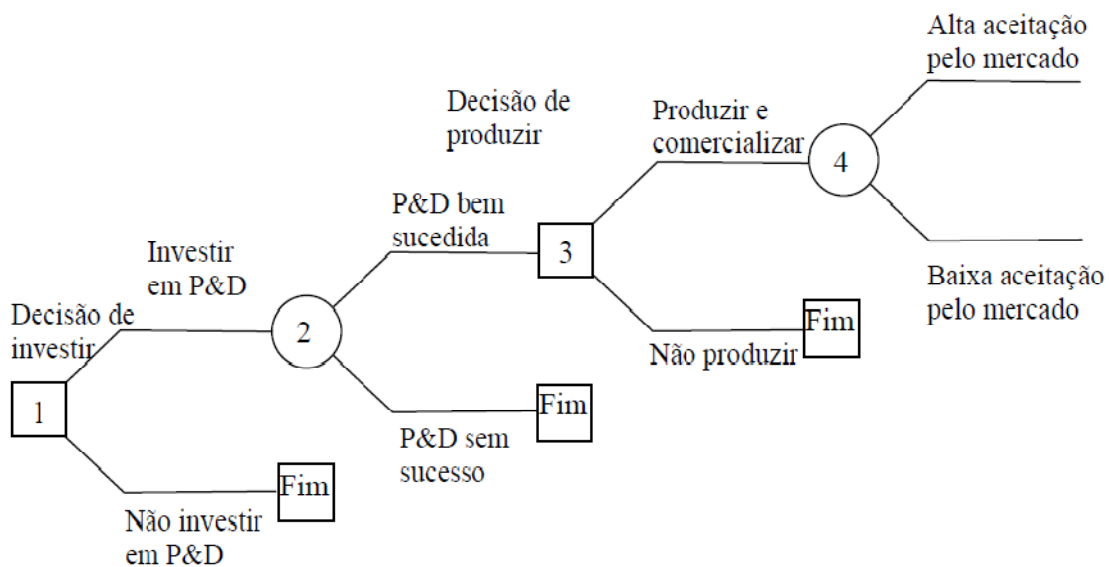 Alta aceitação
pelo mercado
Decisão de
produzir
Produzir e
comercializar
4
P&D bem
sucedida
3
Investir
em P&D
Baixa aceitação
pelo mercado
Decisão de
investir
2
Não produzir
Fim
1
P&D sem
sucesso
Fim
Não investir
em P&D
Fim